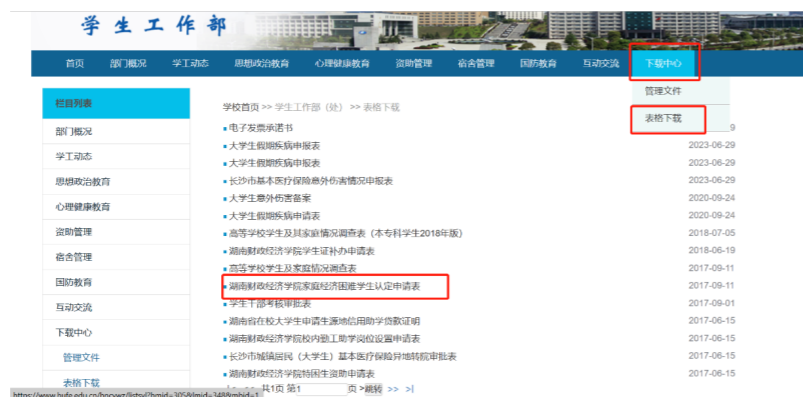 学生工作部
首页 部门概况 学工动态 思想政治教育 心理健康教育 资助管理 宿舍管理 国防教育 互动交流 下载中心
管理文件
表格下载
栏目列表
部门概况
学工动态
思想政治教育
心理健康教育
资助管理
宿舍管理
国防教育
互动交流
下载中心
管理文件
表格下载
学校首页 >> 学生工作部（处） >> 表格下载
电子发票承诺书 9
大学生假期疾病申报表 2023-06-29
大学生假期疾病申报表 2023-06-29
长沙市基本医疗保险意外伤害情况申报表 2023-06-29
大学生意外伤害备案 2020-09-24
大学生假期疾病申请表 2020-09-24
高等学校学生及其家庭情况调查表（本专科学生2018年版） 2018-07-05
湖南财政经济学院学生证补办申请表 2018-06-19
高等学校学生及家庭情况调查表 2017-09-11
湖南财政经济学院家庭经济困难学生认定申请表 2017-09-11
学生干部考核审批表 2017-09-01
湖南省在校大学生申请生源地信用助学贷款证明 2017-06-15
湖南财政经济学院校内勤工助学岗位设置申请表 2017-06-15
长沙市城镇居民（大学生）基本医疗保险异地转院审批表 2017-06-15
湖南财政经济学院特困生资助申请表 2017-06-15
共1页 第1 页 >跳转 >> >|